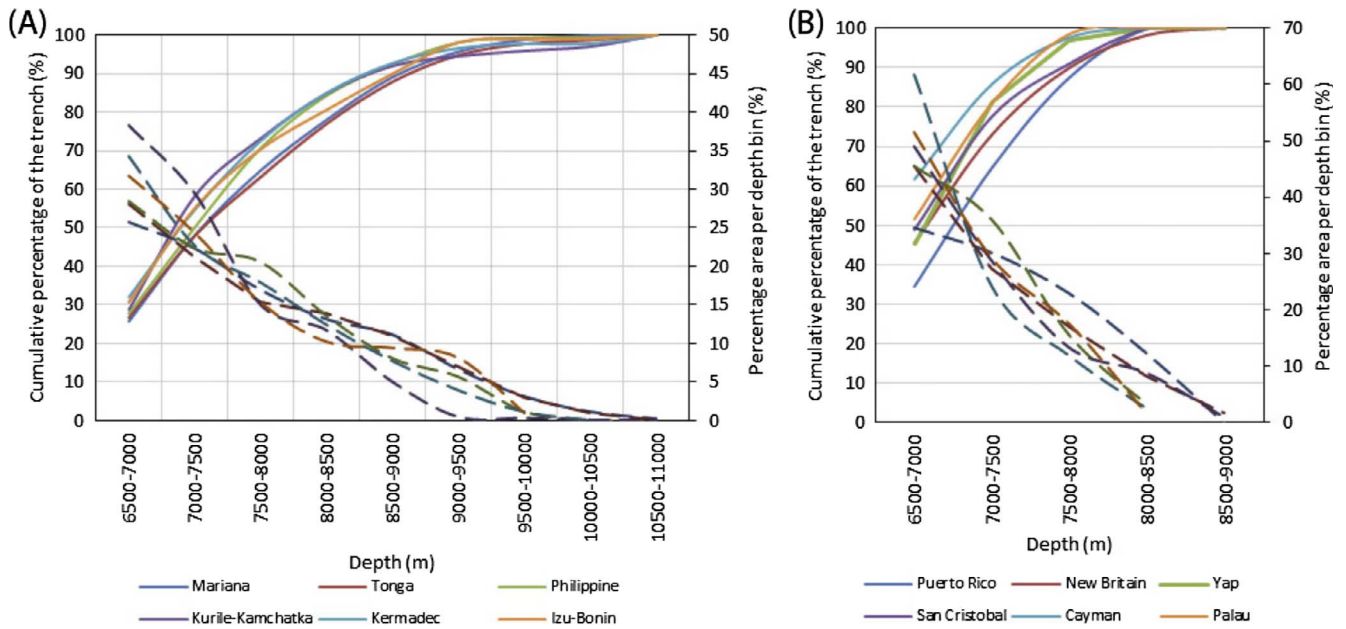 (A)
Cumulative percentage of the trench (%)
100
90
80
70
60
50
40
30
20
10
0
50
45
40
35
30
25
20
15
10
5
0
Percentage area per depth bin (%)
6500-7000
7000-7500
7500-8000
8000-8500
8500-9000
9000-9500
9500-10000
10000-10500
10500-11000
Depth (m)
Mariana
Tonga
Philippine
Kurile-Kamchatka
Kermadec
Izu-Bonin
(B)
Cumulative percentage of the trench (%)
100
90
80
70
60
50
40
30
20
10
0
70
60
50
40
30
20
10
0
Percentage area per depth bin (%)
6500-7000
7000-7500
7500-8000
8000-8500
8500-9000
Depth (m)
Puerto Rico
New Britain
Yap
San Cristobal
Cayman
Palau